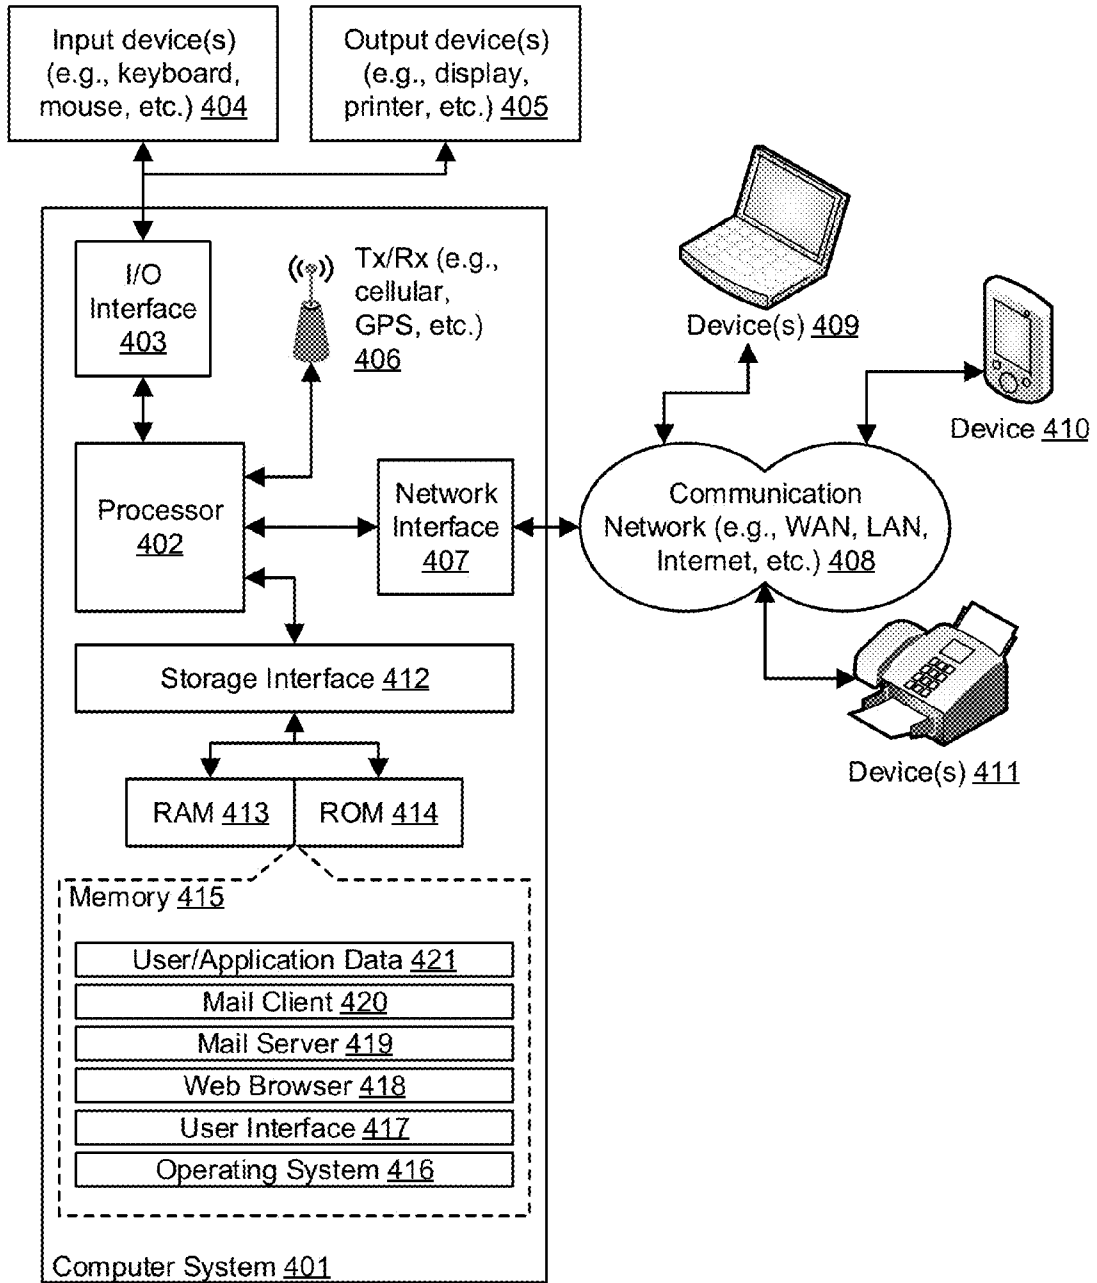 Input device(s)
(e.g., keyboard,
mouse, etc.) 404
Output device(s)
(e.g., display,
printer, etc.) 405
I/O
Interface
403
Tx/Rx (e.g.,
cellular,
GPS, etc.)
406
Device(s) 409
Device 410
Processor
402
Network
Interface
407
Communication
Network (e.g., WAN, LAN,
Internet, etc.) 408
Storage Interface 412
Device(s) 411
RAM 413
ROM 414
Memory 415
User/Application Data 421
Mail Client 420
Mail Server 419
Web Browser 418
User Interface 417
Operating System 416
Computer System 401